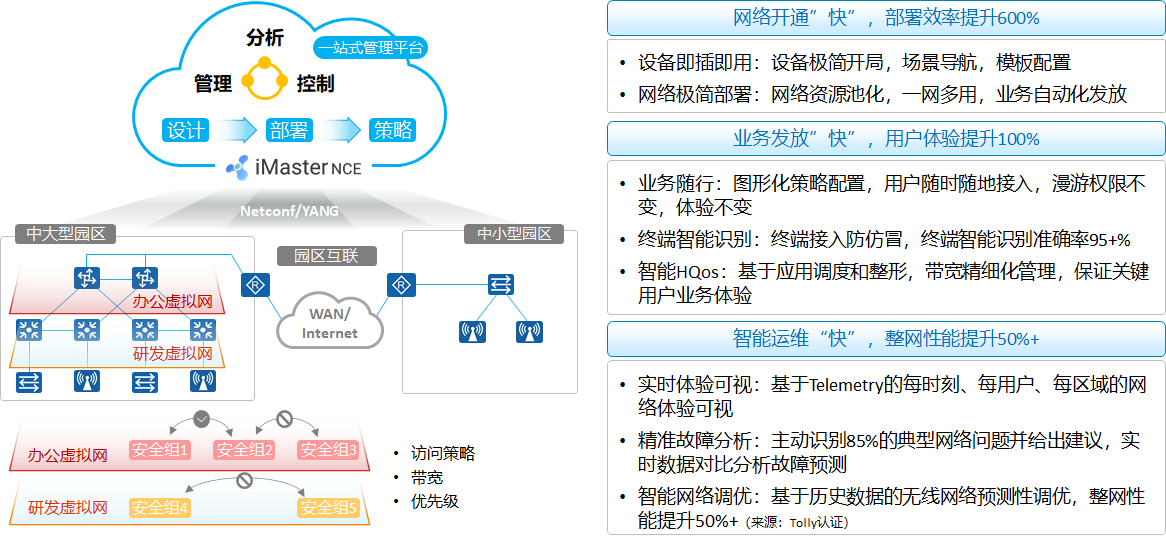 分析
一站式管理平台
管理
控制
设计
部署
策略
iMaster NCE
Netconf/YANG
中大型园区
中小型园区
园区互联
R
R
办公虚拟网
WAN/
Internet
研发虚拟网
办公虚拟网
安全组1
安全组2
安全组3
研发虚拟网
安全组4
安全组5
• 访问策略
• 带宽
• 优先级
网络开通”快”，部署效率提升600%
• 设备即插即用：设备极简开局，场景导航，模板配置
• 网络极简部署：网络资源池化，一网多用，业务自动化发放
业务发放”快”，用户体验提升100%
• 业务随行：图形化策略配置，用户随时随地接入，漫游权限不
变，体验不变
• 终端智能识别：终端接入防仿冒，终端智能识别准确率95+%
• 智能HQos：基于应用调度和整形，带宽精细化管理，保证关键
用户业务体验
智能运维“快”，整网性能提升50%+
• 实时体验可视：基于Telemetry的每时刻、每用户、每区域的网
络体验可视
• 精准故障分析：主动识别85%的典型网络问题并给出建议，实
时数据对比分析故障预测
• 智能网络调优：基于历史数据的无线网络预测性调优，整网性
能提升50%+（来源：Tolly认证）